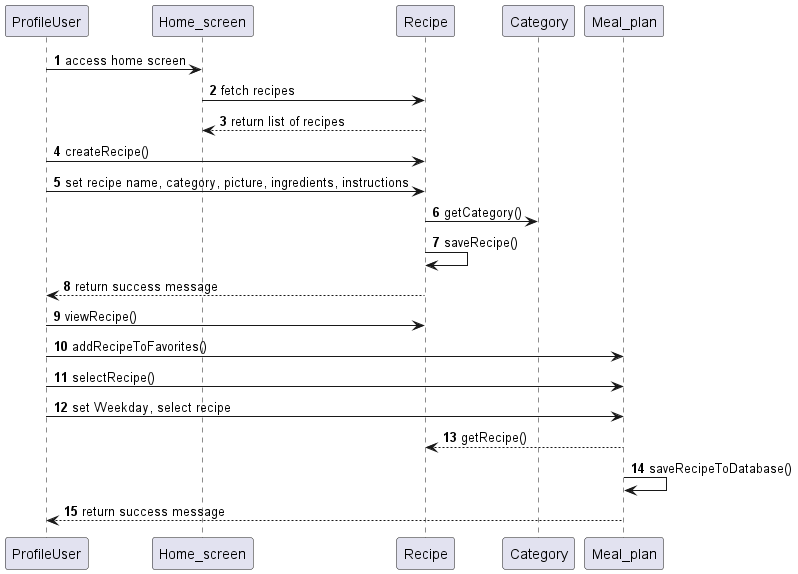 ProfileUser Home_screen Recipe Category Meal_plan
1 access home screen
2 fetch recipes
3 return list of recipes
4 createRecipe()
5 set recipe name, category, picture, ingredients, instructions
6 getCategory()
7 saveRecipe()
8 return success message
9 viewRecipe()
10 addRecipeToFavorites()
11 selectRecipe()
12 set Weekday, select recipe
13 getRecipe()
14 saveRecipeToDatabase()
15 return success message
ProfileUser Home_screen Recipe Category Meal_plan